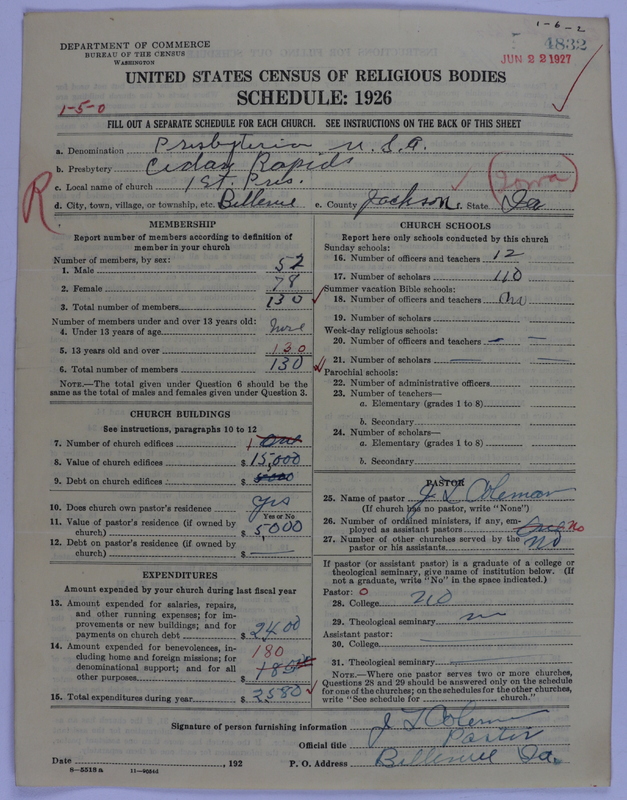 1-6-2
4832
JUN 22 1927
DEPARTMENT OF COMMERCE
BUREAU OF THE CENSUS
WASHINGTON
UNITED STATES CENSUS OF RELIGIOUS BODIES
SCHEDULE: 1926
1-5-0
FILL OUT A SEPARATE SCHEDULE FOR EACH CHURCH. SEE INSTRUCTIONS ON THE BACK OF THIS SHEET
a. Denomination Presbyterian U.S.A.
b. Presbytery Cedar Rapids
c. Local name of church 1st Pres. (Iowa)
R
d. City, town, village, or township, etc. Bellevue e. County Jackson f. State Ia
MEMBERSHIP
Report number of members according to definition of member in your church
Number of members, by sex:
1. Male 52
2. Female 78
3. Total number of members 130
Number of members under and over 13 years old:
4. Under 13 years of age
5. 13 years old and over 130
6. Total number of members 130
NOTE.—The total given under Question 6 should be the
same as the total of males and females given under Question 3.
CHURCH BUILDINGS
See instructions, paragraphs 10 to 12
7. Number of church edifices 1 One
8. Value of church edifices $ 15,000
9. Debt on church edifices $ 5000
10. Does church own pastor's residence yes
Yes or No
11. Value of pastor's residence (if owned by
church) $ 5000
12. Debt on pastor's residence (if owned by
church) $ —
EXPENDITURES
Amount expended by your church during last fiscal year
13. Amount expended for salaries, repairs,
and other running expenses; for im-
provements or new buildings; and for
payments on church debt $ 2400
14. Amount expended for benevolences, in-
cluding home and foreign missions; for
denominational support; and for all
other purposes $ 180
15. Total expenditures during year $ 2580
CHURCH SCHOOLS
Report here only schools conducted by this church
Sunday schools:
16. Number of officers and teachers 12
17. Number of scholars 110
Summer vacation Bible schools:
18. Number of officers and teachers no
19. Number of scholars
Week-day religious schools:
20. Number of officers and teachers — —
21. Number of scholars — —
Parochial schools:
22. Number of administrative officers
23. Number of teachers—
a. Elementary (grades 1 to 8)
b. Secondary
24. Number of scholars—
a. Elementary (grades 1 to 8)
b. Secondary
PASTOR
25. Name of pastor J L Coleman
(If church has no pastor, write "None")
26. Number of ordained ministers, if any, em-
ployed as assistant pastors no
27. Number of other churches served by the
pastor or his assistants no
If pastor (or assistant pastor) is a graduate of a college or
theological seminary, give name of institution below. (If
not a graduate, write "No" in the space indicated.)
Pastor: 0
28. College no
29. Theological seminary no
Assistant pastor:
30. College
31. Theological seminary
NOTE.—Where one pastor serves two or more churches,
Questions 28 and 29 should be answered only on the schedule
for one of the churches; on the schedules for the other churches,
write "See schedule for church."
Signature of person furnishing information J L Coleman
Official title Pastor
Date , 192 P. O. Address Bellevue Ia.
8-5518a 11-9684d